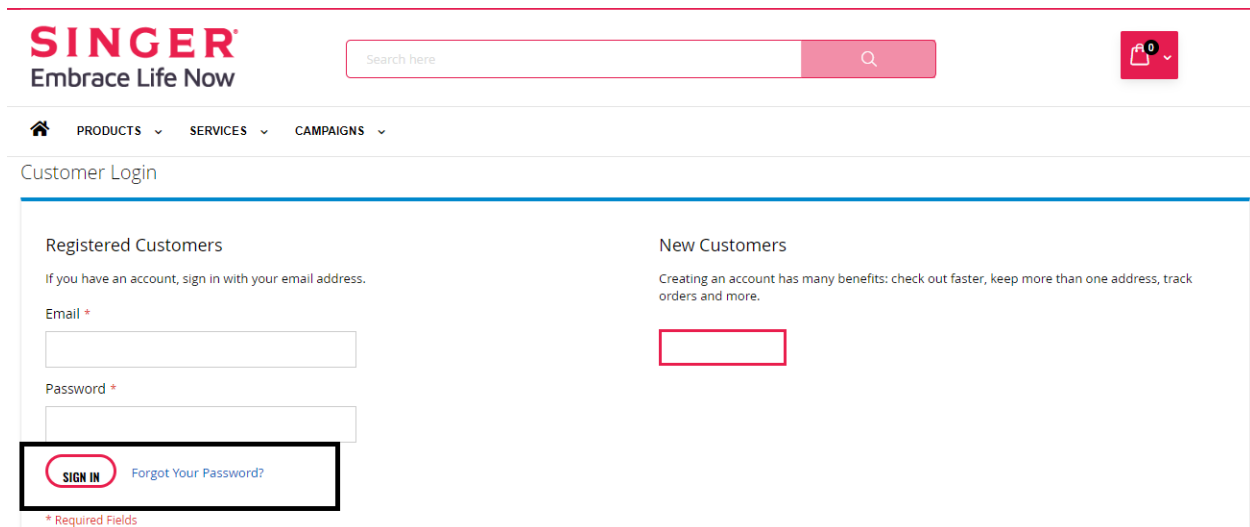 SINGER
Embrace Life Now
Search here
0
PRODUCTS
SERVICES
CAMPAIGNS
Customer Login
Registered Customers
If you have an account, sign in with your email address.
Email *
Password *
SIGN IN
Forgot Your Password?
* Required Fields
New Customers
Creating an account has many benefits: check out faster, keep more than one address, track
orders and more.